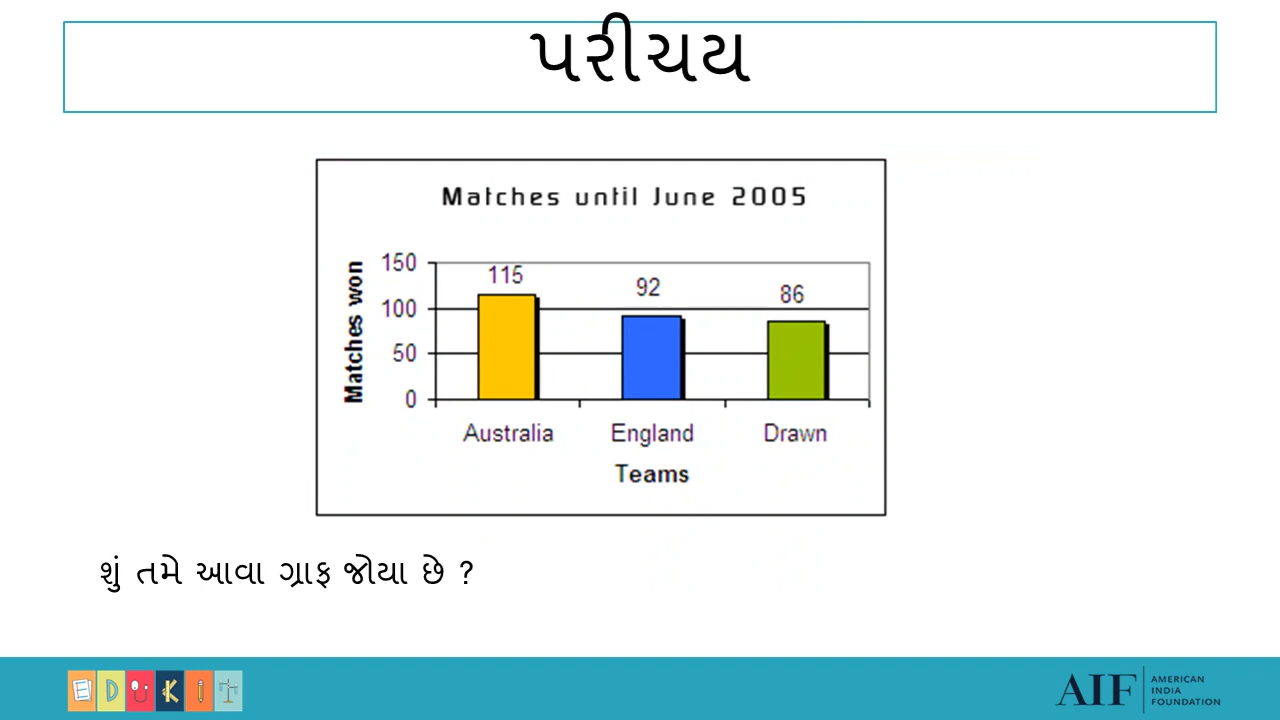 પરીચય
Matches until June 2005
Matches won
150
100
50
0
115
92
86
Australia England Drawn
Teams
શું તમે આવા ગ્રાફ જોયા છે ?
EDUKIT
AIF AMERICAN INDIA FOUNDATION